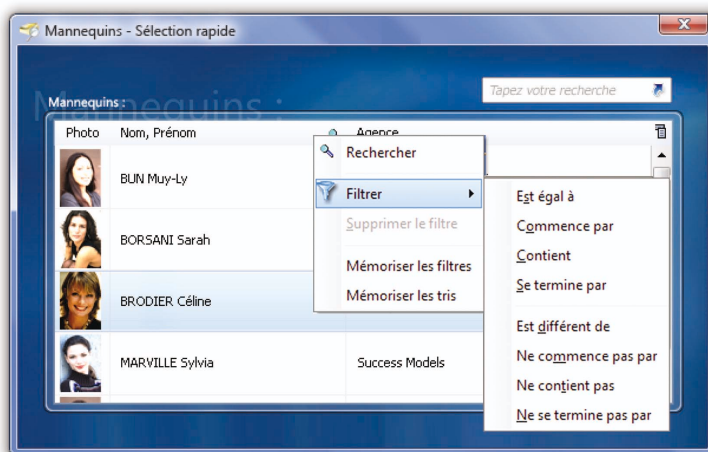 Mannequins - Sélection rapide
Tapez votre recherche
Mannequins :
Mannequins :
Photo Nom, Prénom Agence
BUN Muy-Ly
BORSANI Sarah
BRODIER Céline
MARVILLE Sylvia Success Models
Rechercher
Filtrer
Supprimer le filtre
Mémoriser les filtres
Mémoriser les tris
Est égal à
Commence par
Contient
Se termine par
Est différent de
Ne commence pas par
Ne contient pas
Ne se termine pas par